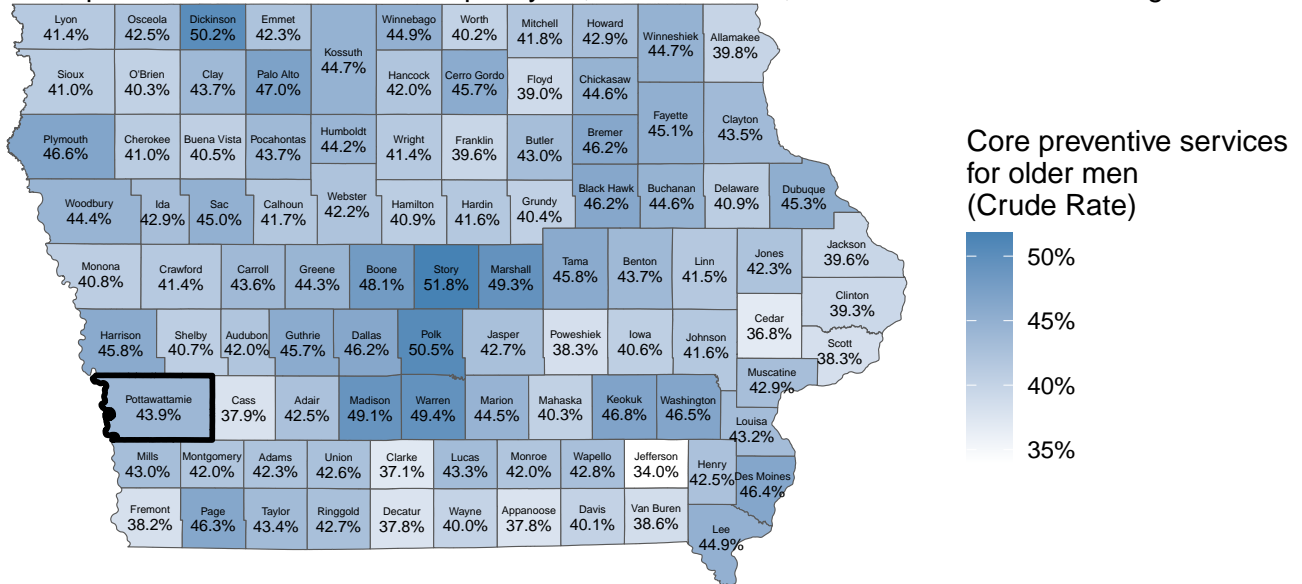 Lyon
41.4%
Osceola
42.5%
Dickinson
50.2%
Emmet
42.3%
Kossuth
44.7%
Winnebago
44.9%
Worth
40.2%
Mitchell
41.8%
Howard
42.9%
Winneshiek
44.7%
Allamakee
39.8%
Sioux
41.0%
O'Brien
40.3%
Clay
43.7%
Palo Alto
47.0%
Hancock
42.0%
Cerro Gordo
45.7%
Floyd
39.0%
Chickasaw
44.6%
Fayette
45.1%
Clayton
43.5%
Plymouth
46.6%
Cherokee
41.0%
Buena Vista
40.5%
Pocahontas
43.7%
Humboldt
44.2%
Wright
41.4%
Franklin
39.6%
Butler
43.0%
Bremer
46.2%
Woodbury
44.4%
Ida
42.9%
Sac
45.0%
Calhoun
41.7%
Webster
42.2%
Hamilton
40.9%
Hardin
41.6%
Grundy
40.4%
Black Hawk
46.2%
Buchanan
44.6%
Delaware
40.9%
Dubuque
45.3%
Monona
40.8%
Crawford
41.4%
Carroll
43.6%
Greene
44.3%
Boone
48.1%
Story
51.8%
Marshall
49.3%
Tama
45.8%
Benton
43.7%
Linn
41.5%
Jones
42.3%
Jackson
39.6%
Clinton
39.3%
Harrison
45.8%
Shelby
40.7%
Audubon
42.0%
Guthrie
45.7%
Dallas
46.2%
Polk
50.5%
Jasper
42.7%
Poweshiek
38.3%
Iowa
40.6%
Johnson
41.6%
Cedar
36.8%
Scott
38.3%
Muscatine
42.9%
Pottawattamie
43.9%
Cass
37.9%
Adair
42.5%
Madison
49.1%
Warren
49.4%
Marion
44.5%
Mahaska
40.3%
Keokuk
46.8%
Washington
46.5%
Louisa
43.2%
Mills
43.0%
Montgomery
42.0%
Adams
42.3%
Union
42.6%
Clarke
37.1%
Lucas
43.3%
Monroe
42.0%
Wapello
42.8%
Jefferson
34.0%
Henry
42.5%
Des Moines
46.4%
Fremont
38.2%
Page
46.3%
Taylor
43.4%
Ringgold
42.7%
Decatur
37.8%
Wayne
40.0%
Appanoose
37.8%
Davis
40.1%
Van Buren
38.6%
Lee
44.9%
Core preventive services
for older men
(Crude Rate)
50%
45%
40%
35%